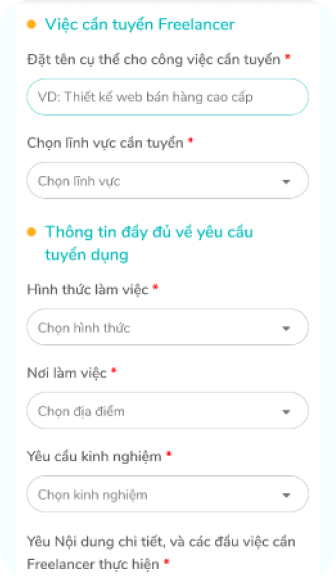 Việc cần tuyển Freelancer
Đặt tên cụ thể cho công việc cần tuyển *
VD: Thiết kế web bán hàng cao cấp
Chọn lĩnh vực cần tuyển *
Chọn lĩnh vực
Thông tin đầy đủ về yêu cầu
tuyển dụng
Hình thức làm việc *
Chọn hình thức
Nơi làm việc *
Chọn địa điểm
Yêu cầu kinh nghiệm *
Chọn kinh nghiệm
Yêu Nội dung chi tiết, và các đầu việc cần
Freelancer thực hiện *